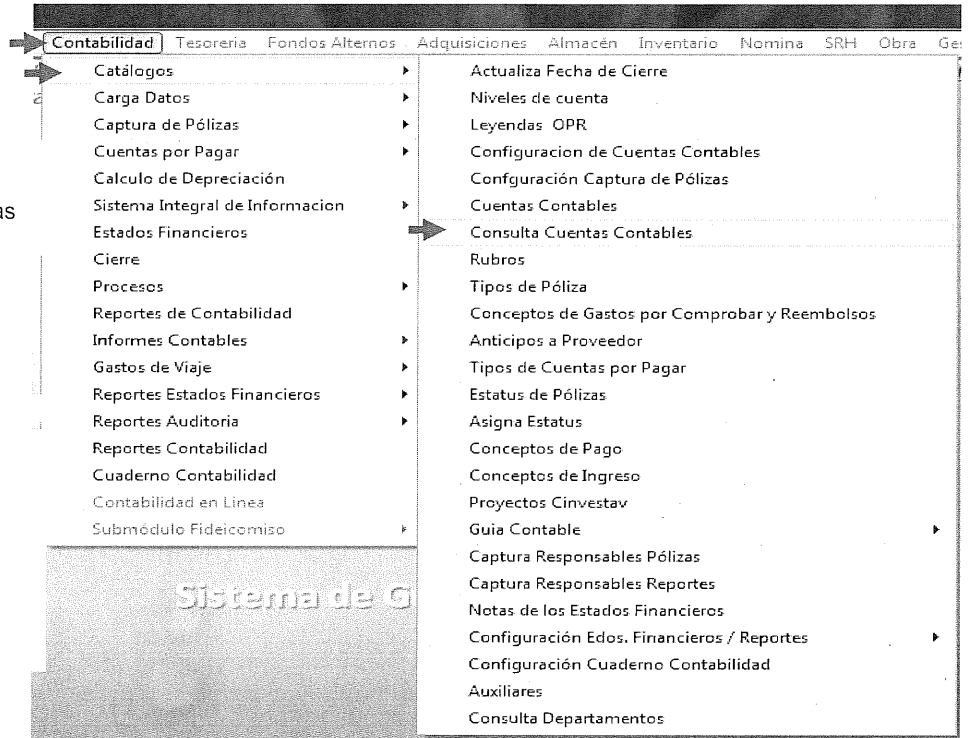 Contabilidad Tesoreria Fondos Alternos Adquisiciones Almacén Inventario Nomina SRH Obra Ges
Catálogos
Carga Datos
Captura de Pólizas
Cuentas por Pagar
Calculo de Depreciación
Sistema Integral de Informacion
as
Estados Financieros
Cierre
Procesos
Reportes de Contabilidad
Informes Contables
Gastos de Viaje
Reportes Estados Financieros
Reportes Auditoria
Reportes Contabilidad
Cuaderno Contabilidad
Contabilidad en Linea
Submódulo Fideicomiso
Actualiza Fecha de Cierre
Niveles de cuenta
Leyendas OPR
Configuracion de Cuentas Contables
Confguración Captura de Pólizas
Cuentas Contables
Consulta Cuentas Contables
Rubros
Tipos de Póliza
Conceptos de Gastos por Comprobar y Reembolsos
Anticipos a Proveedor
Tipos de Cuentas por Pagar
Estatus de Pólizas
Asigna Estatus
Conceptos de Pago
Conceptos de Ingreso
Proyectos Cinvestav
Guia Contable
Captura Responsables Pólizas
Captura Responsables Reportes
Notas de los Estados Financieros
Configuración Edos. Financieros / Reportes
Configuración Cuaderno Contabilidad
Auxiliares
Consulta Departamentos
Sistema de G